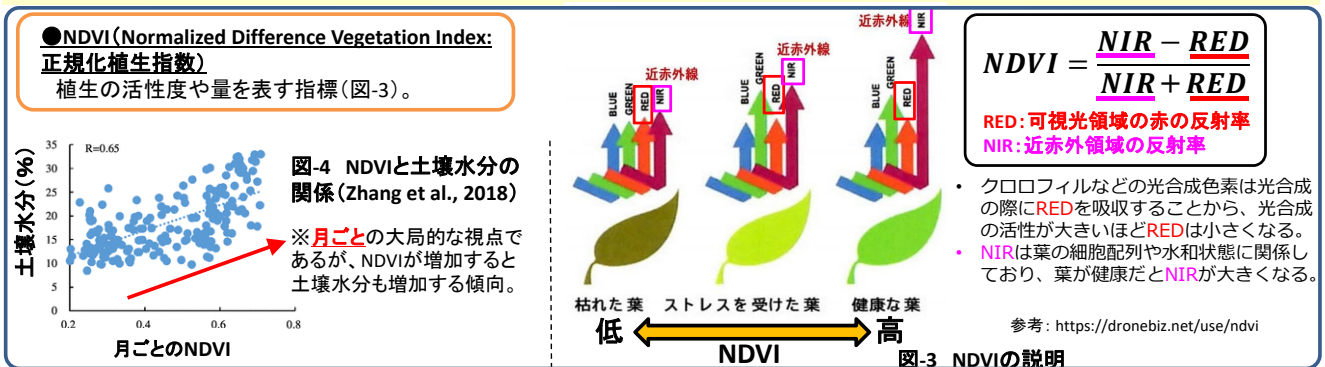 ●NDVI(Normalized Difference Vegetation Index:
正規化植生指数)
植生の活性度や量を表す指標(図-3)。
R=0.65
35
30
25
20
15
10
5
0
0.2 0.4 0.6 0.8
土壌水分(%)
月ごとのNDVI
図-4 NDVIと土壌水分の
関係(Zhang et al., 2018)
※月ごとの大局的な視点で
あるが、NDVIが増加すると
土壌水分も増加する傾向。
近赤外線
BLUE
GREEN
RED
NIR
近赤外線
BLUE
GREEN
RED
NIR
近赤外線
BLUE
GREEN
RED
NIR
枯れた葉 ストレスを受けた葉 健康な葉
低 高
NDVI
図-3 NDVIの説明
NDVI = NIR − RED
NIR + RED
RED:可視光領域の赤の反射率
NIR:近赤外領域の反射率
• クロロフィルなどの光合成色素は光合成
の際にREDを吸収することから、光合成
の活性が大きいほどREDは小さくなる。
• NIRは葉の細胞配列や水和状態に関係し
ており、葉が健康だとNIRが大きくなる。
参考: https://dronebiz.net/use/ndvi